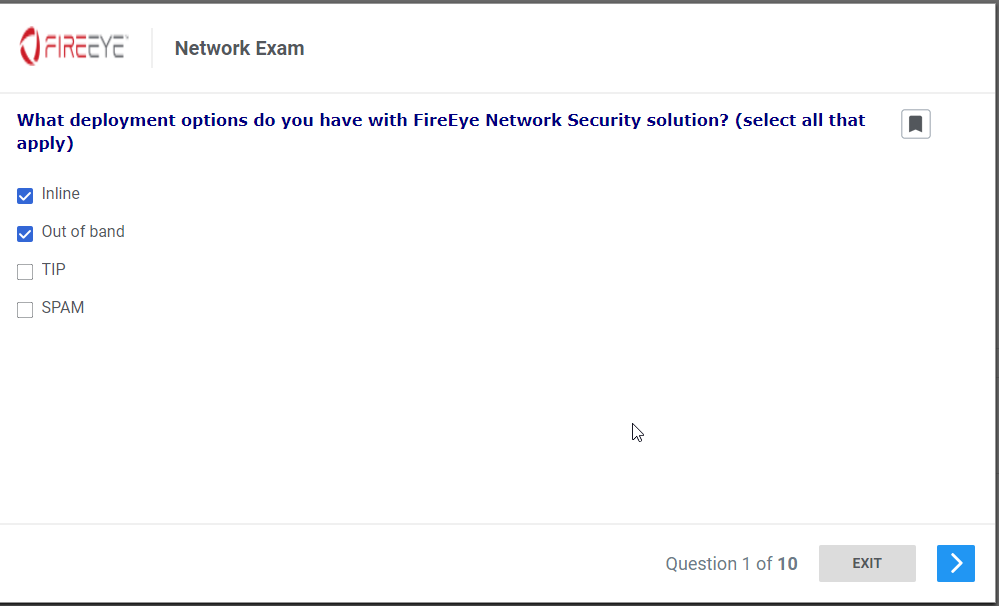 FIREEYE™ Network Exam
What deployment options do you have with FireEye Network Security solution? (select all that
apply)
Inline
Out of band
TIP
SPAM
Question 1 of 10 EXIT